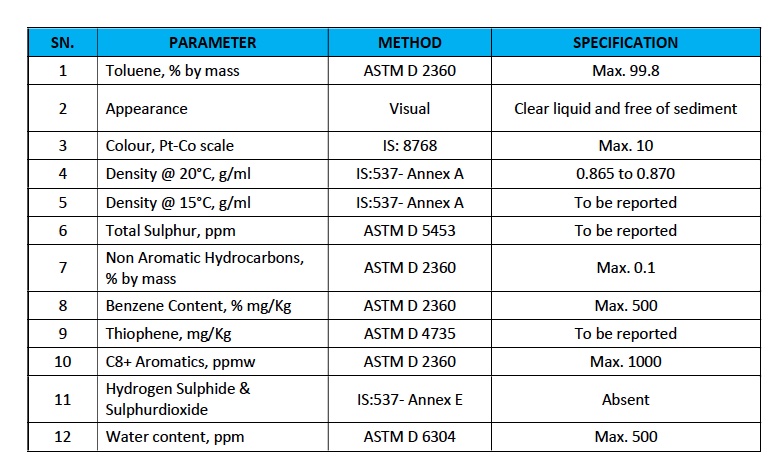 SN. PARAMETER METHOD SPECIFICATION
1 Toluene, % by mass ASTM D 2360 Max. 99.8
2 Appearance Visual Clear liquid and free of sediment
3 Colour, Pt-Co scale IS: 8768 Max. 10
4 Density @ 20°C, g/ml IS:537- Annex A 0.865 to 0.870
5 Density @ 15°C, g/ml IS:537- Annex A To be reported
6 Total Sulphur, ppm ASTM D 5453 To be reported
7 Non Aromatic Hydrocarbons,
% by mass ASTM D 2360 Max. 0.1
8 Benzene Content, % mg/Kg ASTM D 2360 Max. 500
9 Thiophene, mg/Kg ASTM D 4735 To be reported
10 C8+ Aromatics, ppmw ASTM D 2360 Max. 1000
11 Hydrogen Sulphide &
Sulphurdioxide IS:537- Annex E Absent
12 Water content, ppm ASTM D 6304 Max. 500